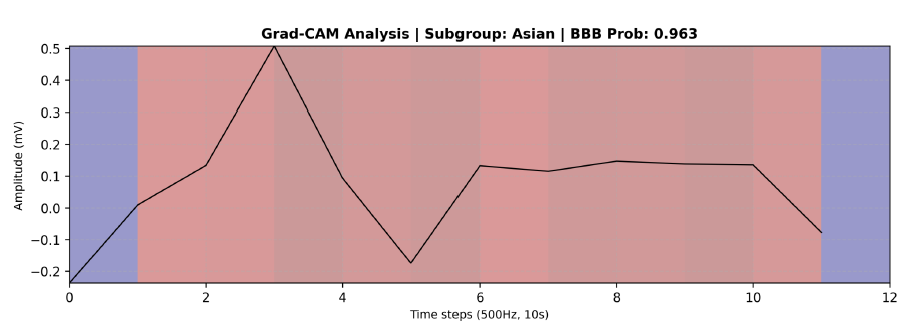 Grad-CAM Analysis | Subgroup: Asian | BBB Prob: 0.963
Amplitude (mV)
0.5
0.4
0.3
0.2
0.1
0.0
−0.1
−0.2
0 2 4 6 8 10 12
Time steps (500Hz, 10s)